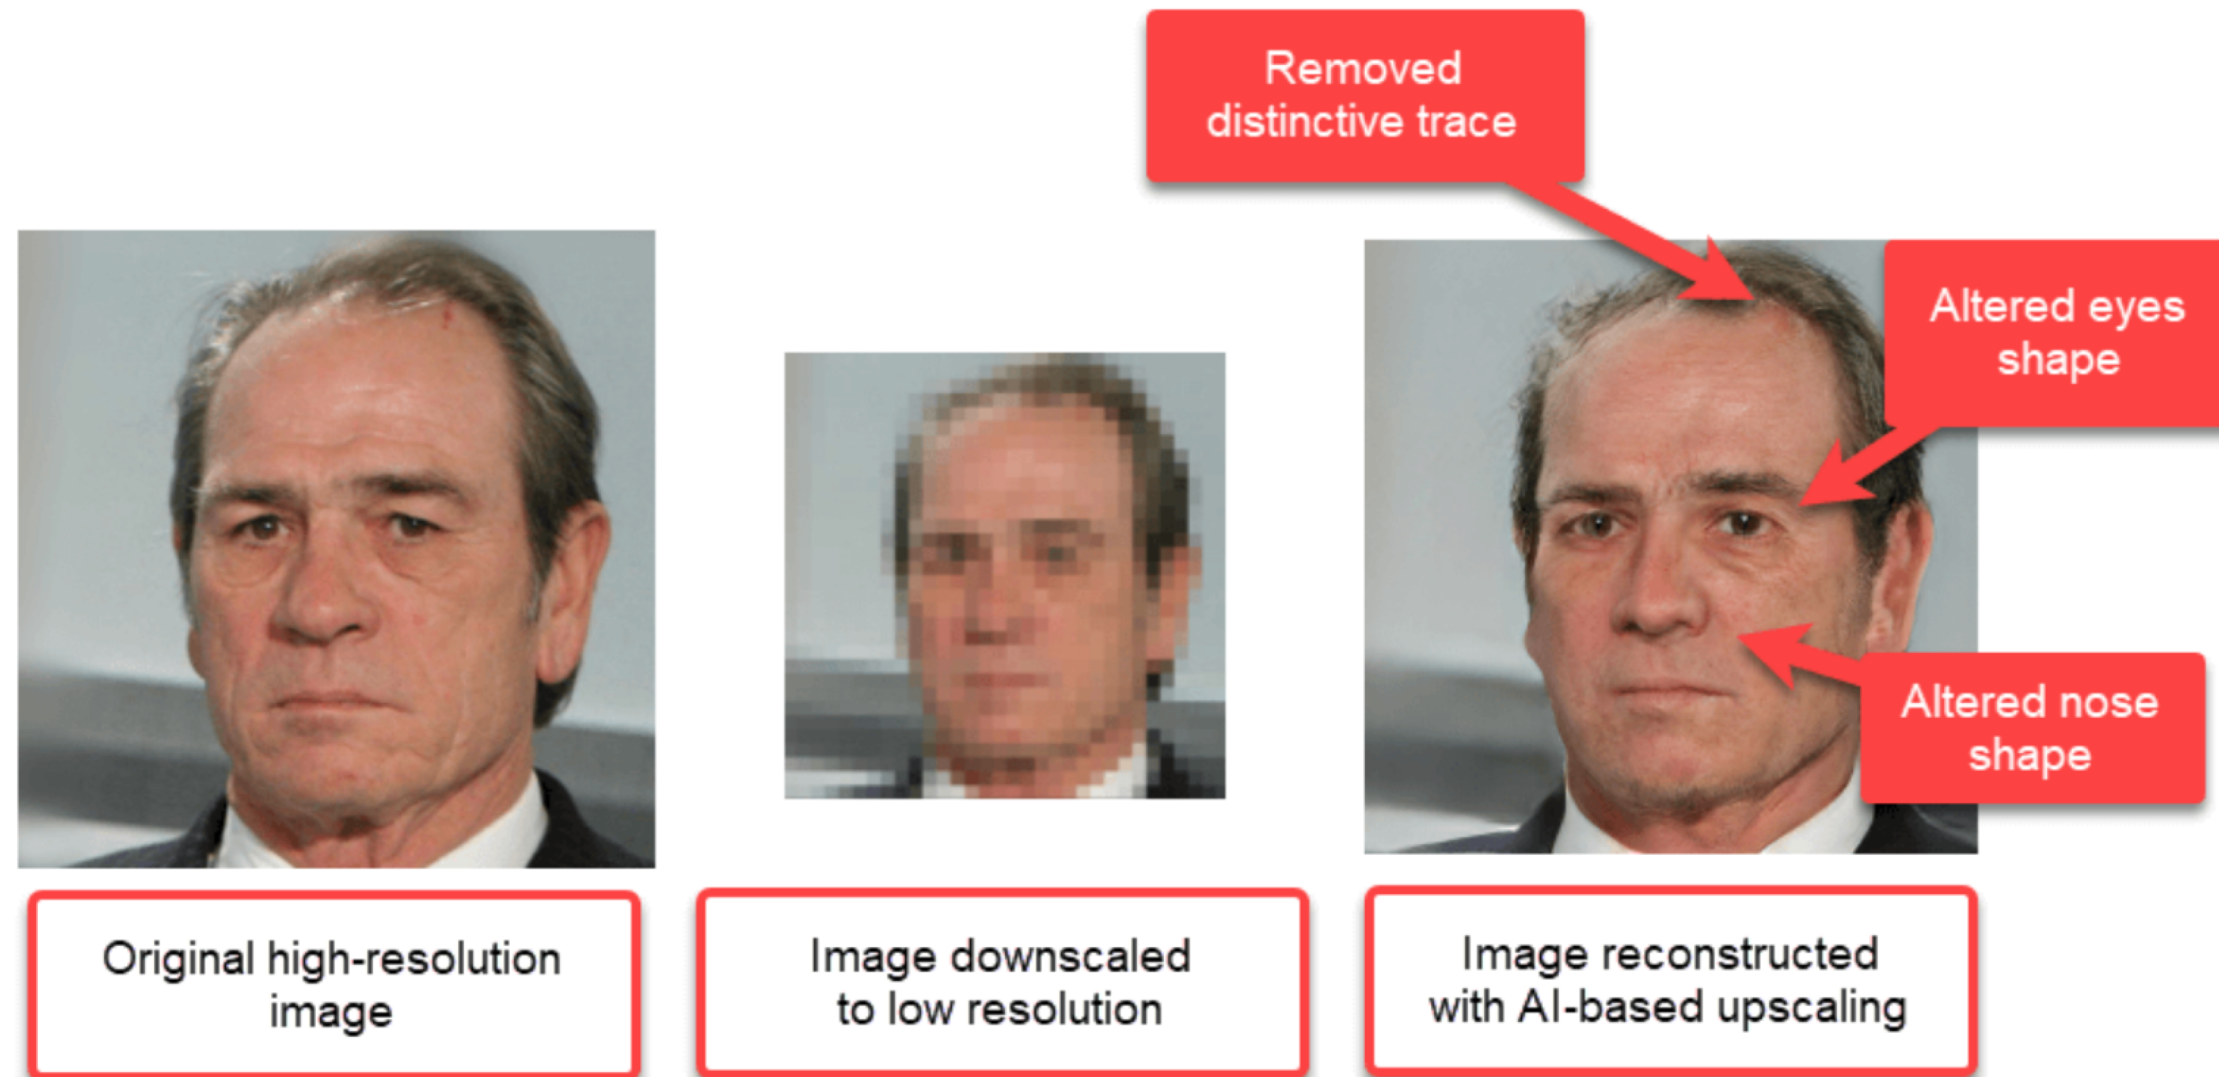 Removed
distinctive trace
Altered eyes
shape
Altered nose
shape
Original high-resolution
image
Image downscaled
to low resolution
Image reconstructed
with AI-based upscaling